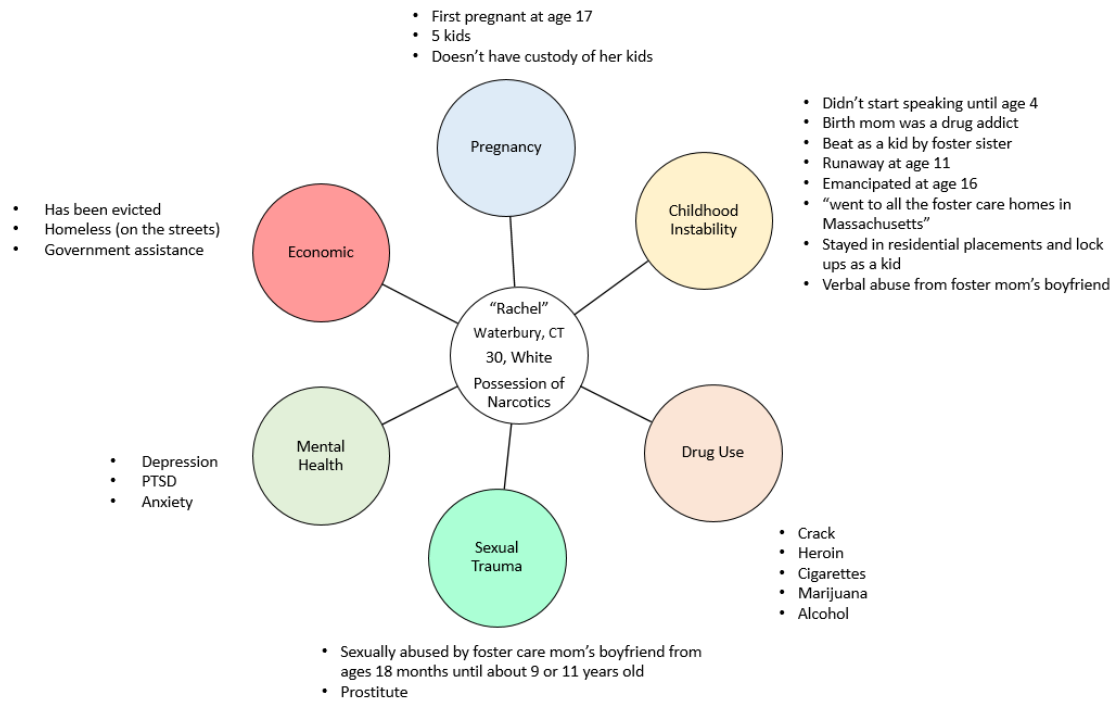 • First pregnant at age 17
• 5 kids
• Doesn’t have custody of her kids
Pregnancy
• Didn’t start speaking until age 4
• Birth mom was a drug addict
• Beat as a kid by foster sister
• Runaway at age 11
• Emancipated at age 16
• “went to all the foster care homes in
Massachusetts”
• Stayed in residential placements and lock
ups as a kid
• Verbal abuse from foster mom’s boyfriend
Childhood
Instability
• Has been evicted
• Homeless (on the streets)
• Government assistance
Economic
“Rachel”
Waterbury, CT
30, White
Possession of
Narcotics
Mental
Health
• Depression
• PTSD
• Anxiety
Drug Use
• Crack
• Heroin
• Cigarettes
• Marijuana
• Alcohol
Sexual
Trauma
• Sexually abused by foster care mom’s boyfriend from
ages 18 months until about 9 or 11 years old
• Prostitute